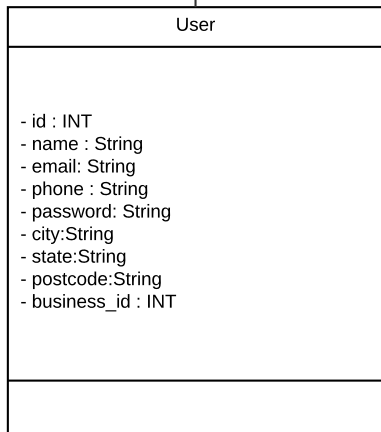 User
- id : INT
- name : String
- email: String
- phone : String
- password: String
- city:String
- state:String
- postcode:String
- business_id : INT